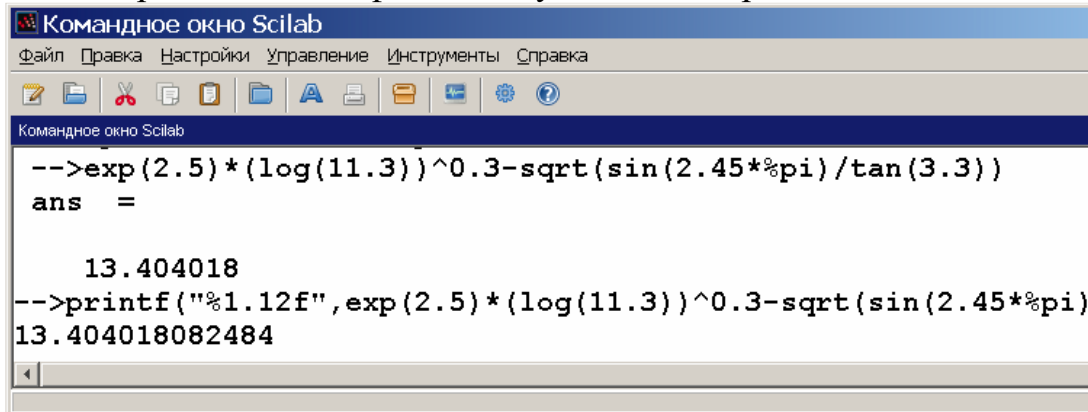 Командное окно Scilab
Файл Правка Настройки Управление Инструменты Справка
Командное окно Scilab
-->exp(2.5)*(log(11.3))^0.3-sqrt(sin(2.45*%pi)/tan(3.3))
ans =
13.404018
-->printf("%1.12f",exp(2.5)*(log(11.3))^0.3-sqrt(sin(2.45*%pi)
13.404018082484